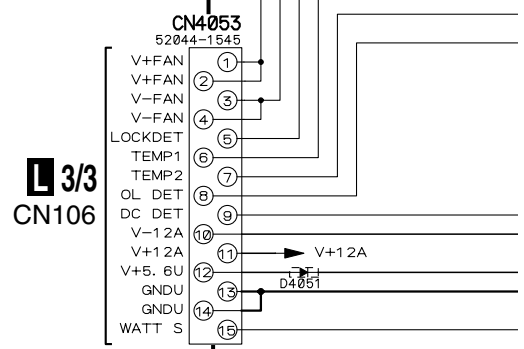 CN4053
52044-1545
V+FAN 1
V+FAN 2
V-FAN 3
V-FAN 4
LOCKDET 5
TEMP1 6
TEMP2 7
OL DET 8
DC DET 9
V-12A 10
V+12A 11 V+12A
V+5.6U 12
D4051
GNDU 13
GNDU 14
WATT S 15
L 3/3
CN106